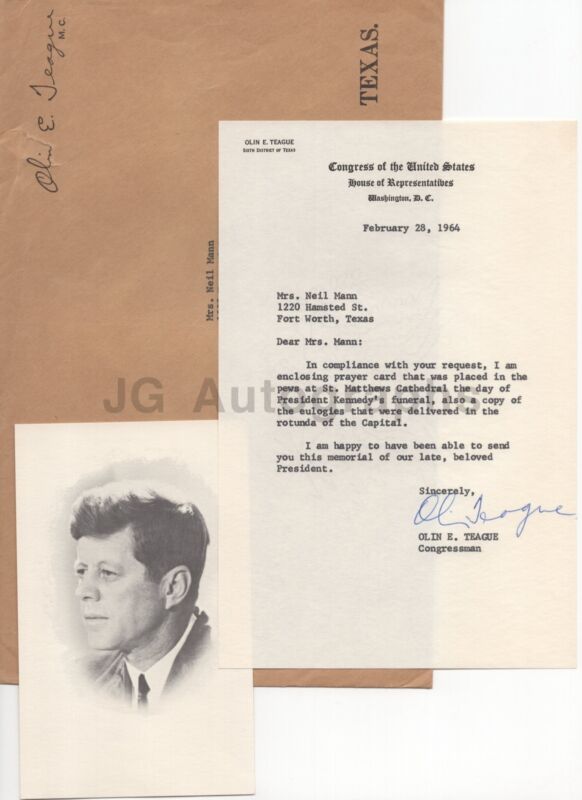 Olin E. Teague
M.C.
TEXAS.
Mrs. Neil Mann
OLIN E. TEAGUE
SIXTH DISTRICT OF TEXAS
Congress of the United States
House of Representatives
Washington, D. C.
February 28, 1964
Mrs. Neil Mann
1220 Hamsted St.
Fort Worth, Texas
Dear Mrs. Mann:
In compliance with your request, I am
enclosing prayer card that was placed in the
pews at St. Matthews Cathedral the day of
President Kennedy's funeral, also a copy of
the eulogies that were delivered in the
rotunda of the Capital.
I am happy to have been able to send
you this memorial of our late, beloved
President.
Sincerely,
Olin Teague
OLIN E. TEAGUE
Congressman
JG Autographs